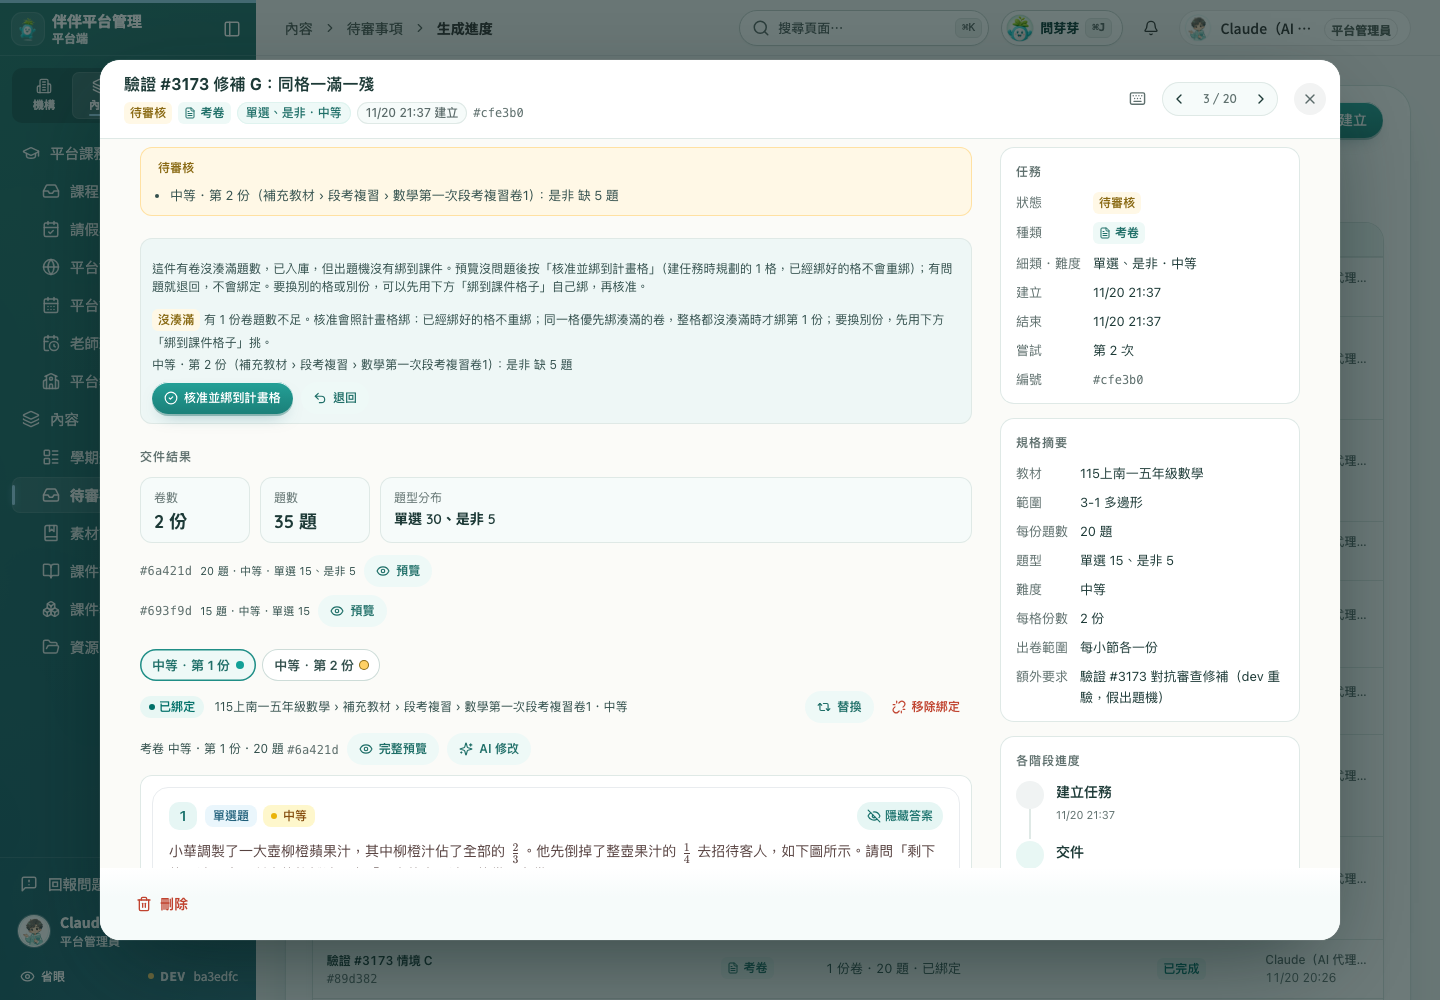 伴伴平台管理
平台端
內容 › 待審事項 › 生成進度
搜尋頁面…
⌘K
問芽芽 ⌘J
Claude（AI … 平台管理員
機構
平台課
課程
請假
平台
平台
老師
平台
內容
學期
待審
素材
課件
課件
資源
回報問題
Claud
平台管理員
省眼
DEV ba3edfc
建立
驗證 #3173 修補 G：同格一滿一殘
待審核 考卷 單選、是非 · 中等 11/20 21:37 建立 #cfe3b0
3 / 20
待審核
• 中等 · 第 2 份（補充教材 › 段考複習 › 數學第一次段考複習卷1）：是非 缺 5 題
這件有卷沒湊滿題數，已入庫，但出題機沒有綁到課件。預覽沒問題後按「核准並綁到計畫格」（建任務時規劃的 1 格，已經綁好的格不會重綁）；有問
題就退回，不會綁定。要換別的格或別份，可以先用下方「綁到課件格子」自己綁，再核准。
沒湊滿 有 1 份卷題數不足。核准會照計畫格綁：已經綁好的格不重綁；同一格優先綁湊滿的卷，整格都沒湊滿時才綁第 1 份；要換別份，先用下方
「綁到課件格子」挑。
中等 · 第 2 份（補充教材 › 段考複習 › 數學第一次段考複習卷1）：是非 缺 5 題
核准並綁到計畫格 退回
交件結果
卷數
2 份
題數
35 題
題型分布
單選 30、是非 5
#6a421d 20 題 · 中等 · 單選 15、是非 5 預覽
#693f9d 15 題 · 中等 · 單選 15 預覽
中等 · 第 1 份 中等 · 第 2 份
已綁定 115上南一五年級數學 › 補充教材 › 段考複習 › 數學第一次段考複習卷1 · 中等 替換 移除綁定
考卷 中等 · 第 1 份 · 20 題 #6a421d 完整預覽 AI 修改
1 單選題 中等 隱藏答案
小華調製了一大壺柳橙蘋果汁，其中柳橙汁佔了全部的 2/3。他先倒掉了整壺果汁的 1/4 去招待客人，如下圖所示。請問「剩下
刪除
任務
狀態 待審核
種類 考卷
細類 · 難度 單選、是非 · 中等
建立 11/20 21:37
結束 11/20 21:37
嘗試 第 2 次
編號 #cfe3b0
規格摘要
教材 115上南一五年級數學
範圍 3-1 多邊形
每份題數 20 題
題型 單選 15、是非 5
難度 中等
每格份數 2 份
出卷範圍 每小節各一份
額外要求 驗證 #3173 對抗審查修補（dev 重
驗，假出題機）
各階段進度
建立任務
11/20 21:37
交件
驗證 #3173 情境 C
#89d382
考卷
1 份卷 · 20 題 · 已綁定
已完成
Claude（AI 代理…
11/20 20:26